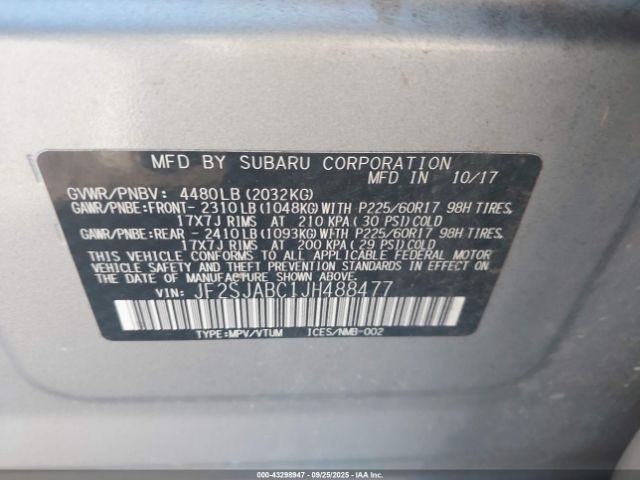 MFD BY SUBARU CORPORATION
MFD IN 10/17
GVWR/PNBV: 4480LB(2032KG)
GAWR/PNBE:FRONT- 2310LB(1048KG)WITH P225/60R17 98H TIRES,
17X7J RIMS AT 210 KPA(30 PSI)COLD
GAWR/PNBE:REAR - 2410LB(1093KG)WITH P225/60R17 98H TIRES,
17X7J RIMS AT 200 KPA(29 PSI)COLD
THIS VEHICLE CONFORMS TO ALL APPLICABLE FEDERAL MOTOR
VEHICLE SAFETY AND THEFT PREVENTION STANDARDS IN EFFECT ON
THE DATE OF MANUFACTURE SHOWN ABOVE.
VIN: JF2SJABC1JH488477
TYPE:MPV/VTUM ICES/NMB-002
000-43298947 - 09/25/2025 - IAAI.COM